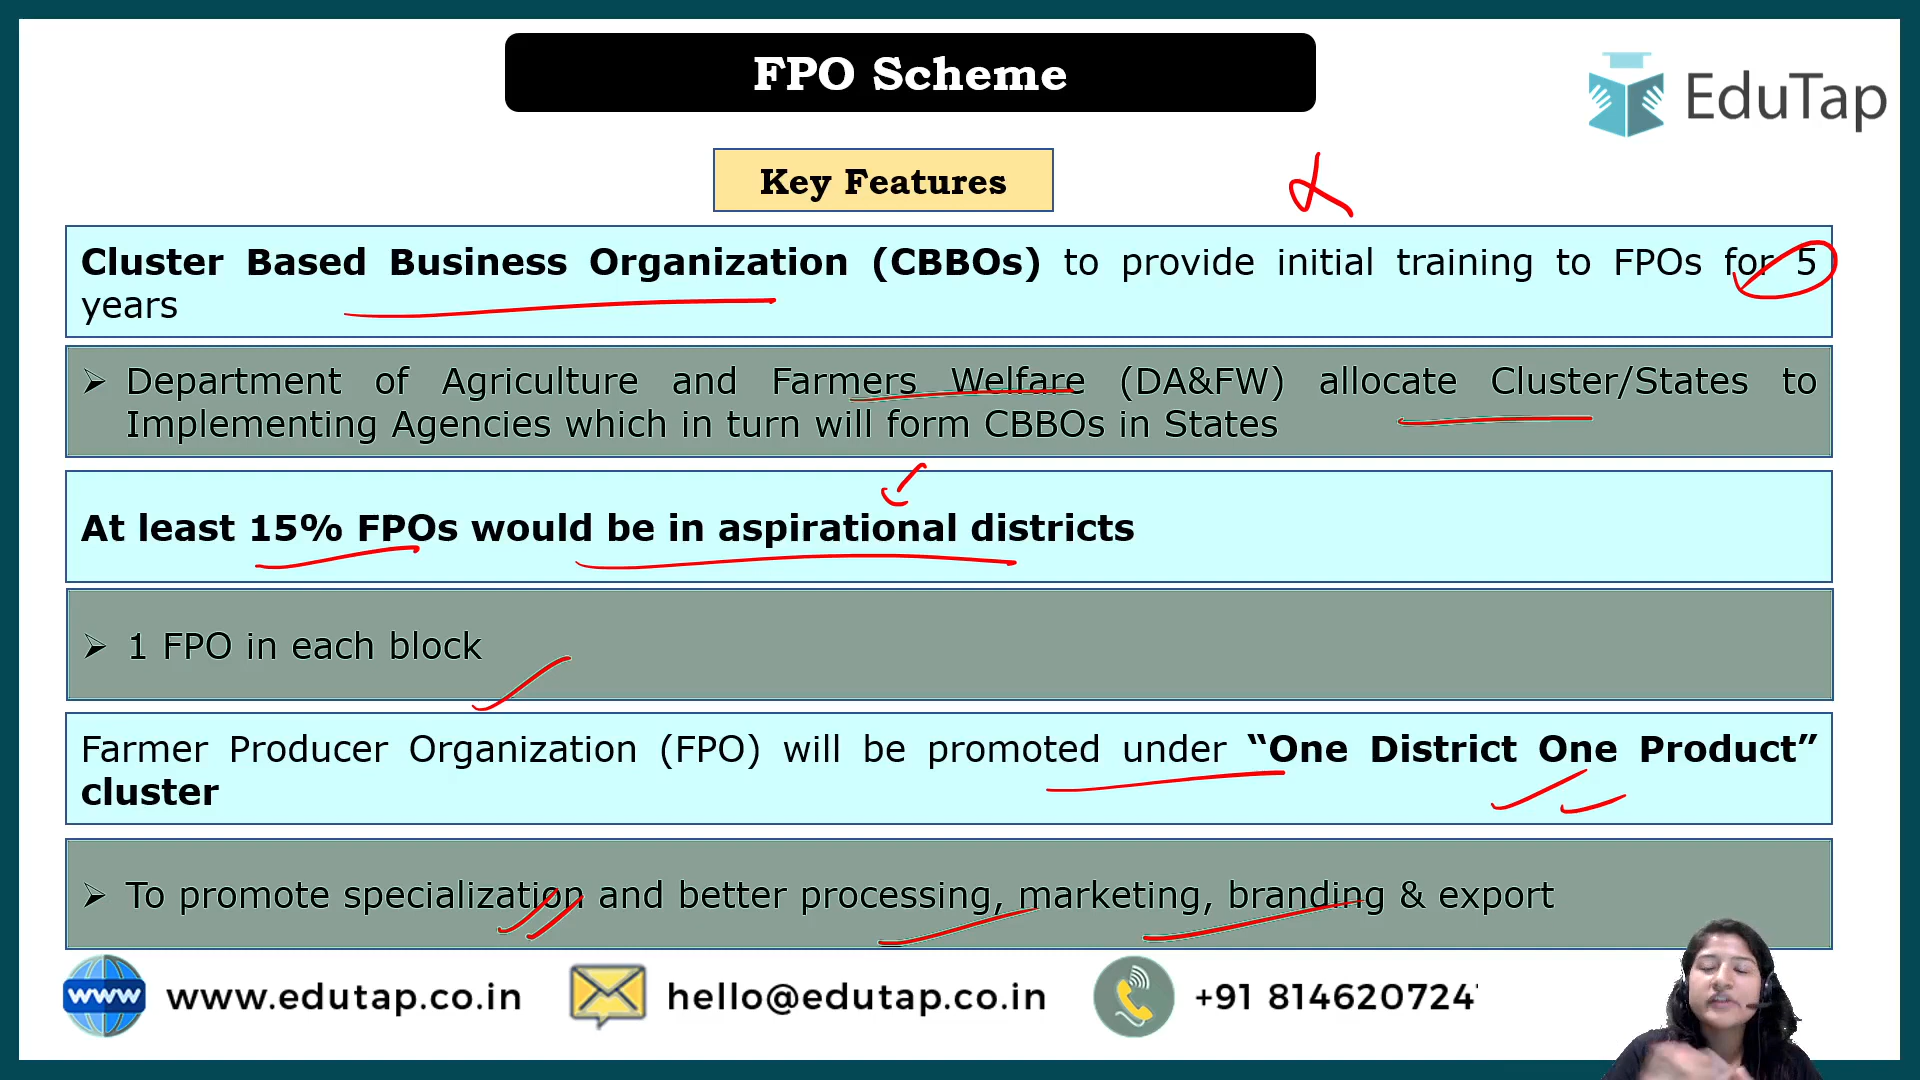 FPO Scheme
EduTap
Key Features
Cluster Based Business Organization (CBBOs) to provide initial training to FPOs for 5
years
➢ Department of Agriculture and Farmers Welfare (DA&FW) allocate Cluster/States to
Implementing Agencies which in turn will form CBBOs in States
At least 15% FPOs would be in aspirational districts
➢ 1 FPO in each block
Farmer Producer Organization (FPO) will be promoted under “One District One Product”
cluster
➢ To promote specialization and better processing, marketing, branding & export
www www.edutap.co.in hello@edutap.co.in +91 814620724